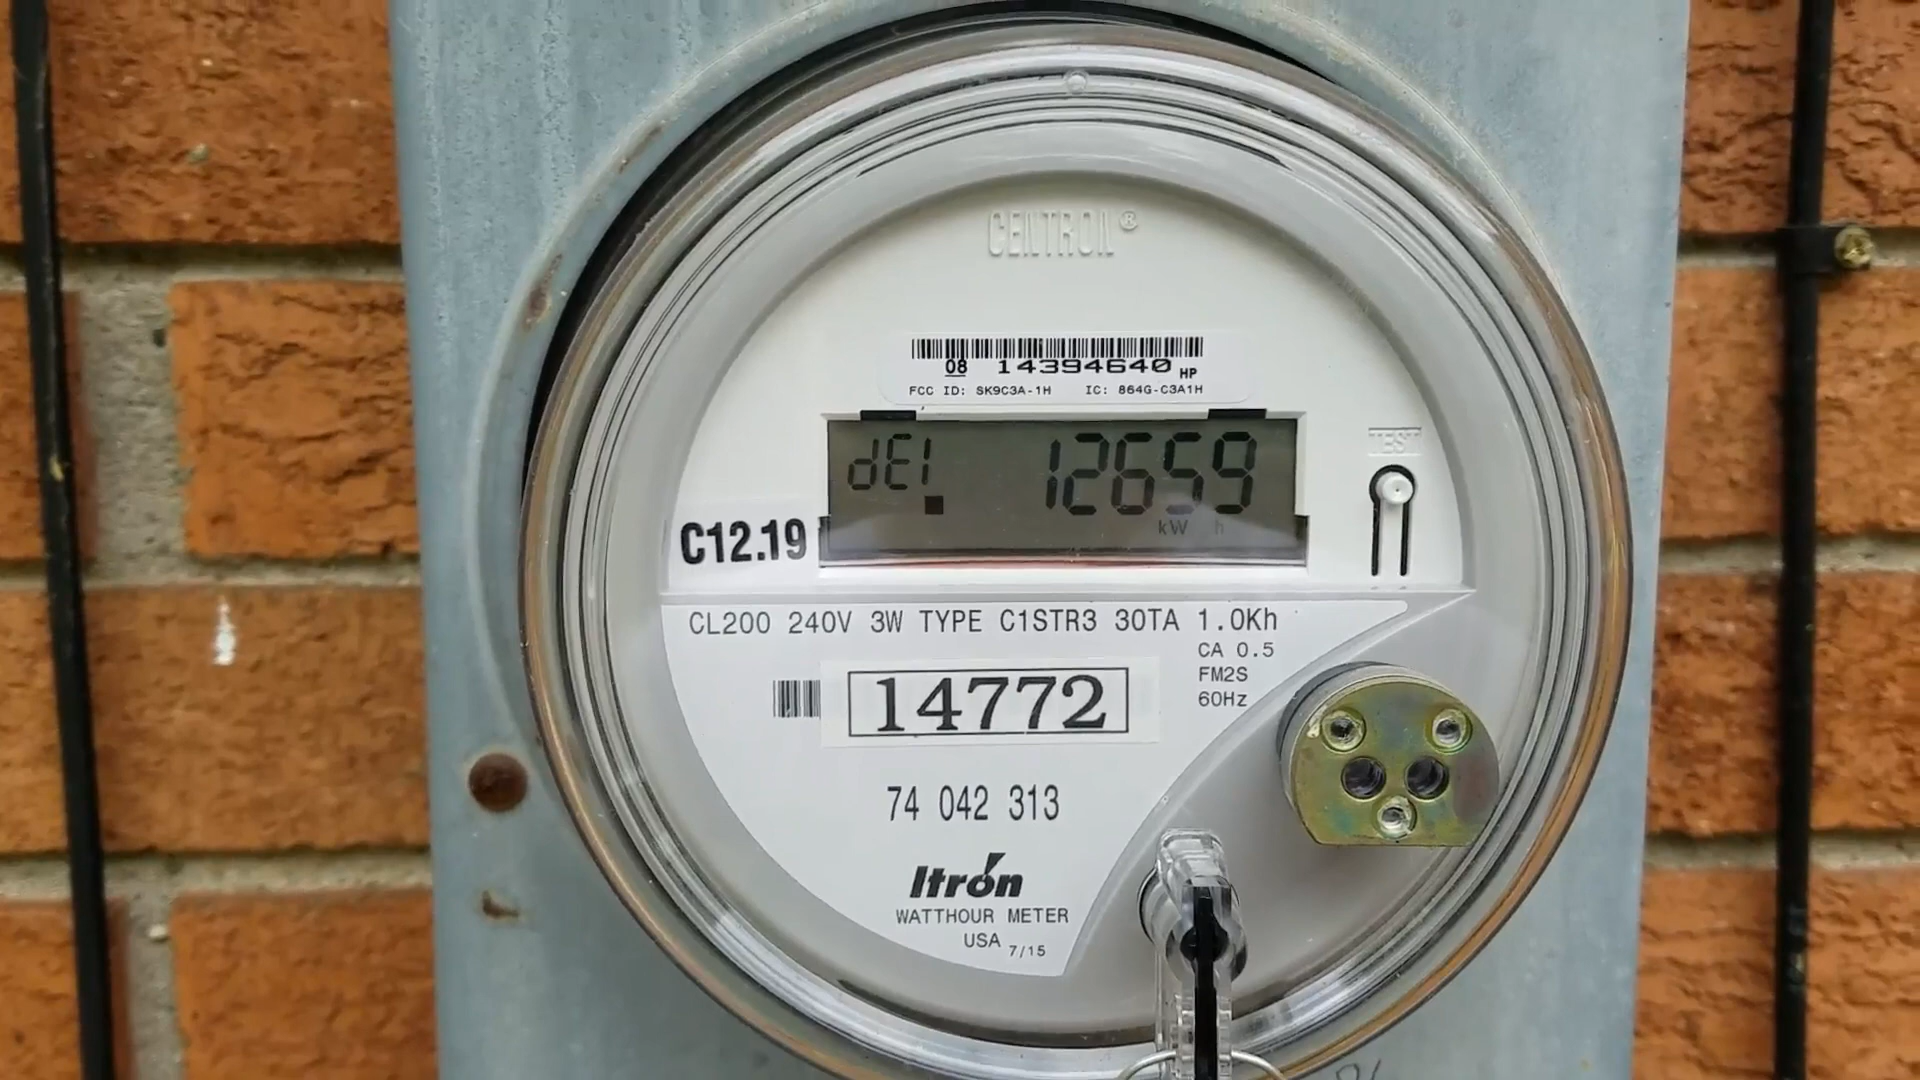 CENTRON®
08 14394640 HP
FCC ID: SK9C3A-1H IC: 864G-C3A1H
TEST
dEl 12659
kW h
C12.19
CL200 240V 3W TYPE C1STR3 30TA 1.0Kh
CA 0.5
FM2S
60Hz
14772
74 042 313
Itron
WATTHOUR METER
USA 7/15